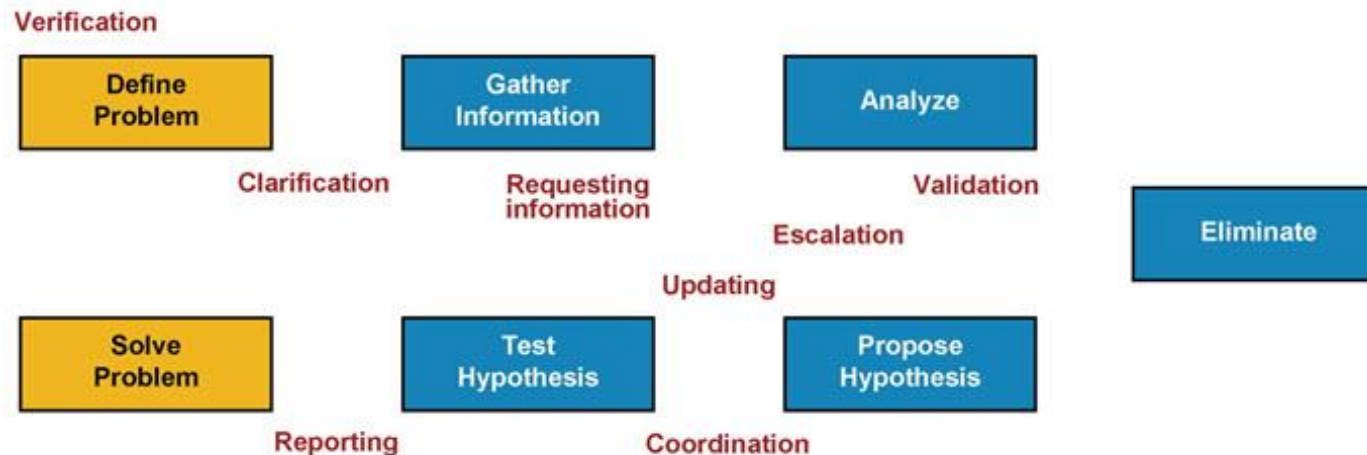 Verification
Define
Problem
Gather
Information
Analyze
Clarification
Requesting
information
Validation
Escalation
Eliminate
Updating
Solve
Problem
Test
Hypothesis
Propose
Hypothesis
Reporting
Coordination